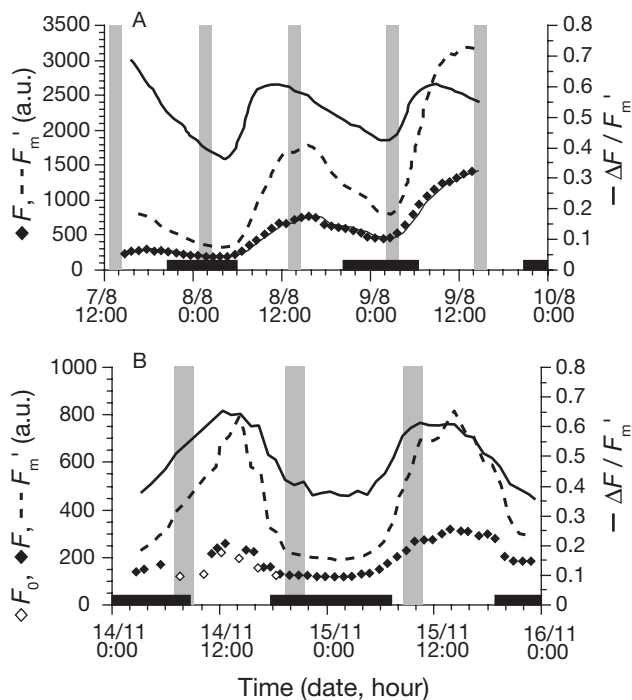 A
3500
3000
2500
2000
1500
1000
500
0
◆ F, -- Fm' (a.u.)
0.8
0.7
0.6
0.5
0.4
0.3
0.2
0.1
0
— ΔF / Fm'
7/8 8/8 8/8 9/8 9/8 10/8
12:00 0:00 12:00 0:00 12:00 0:00
B
1000
800
600
400
200
0
◇ F0, ◆ F, -- Fm' (a.u.)
0.8
0.7
0.6
0.5
0.4
0.3
0.2
0.1
0
— ΔF / Fm'
14/11 14/11 15/11 15/11 16/11
0:00 12:00 0:00 12:00 0:00
Time (date, hour)